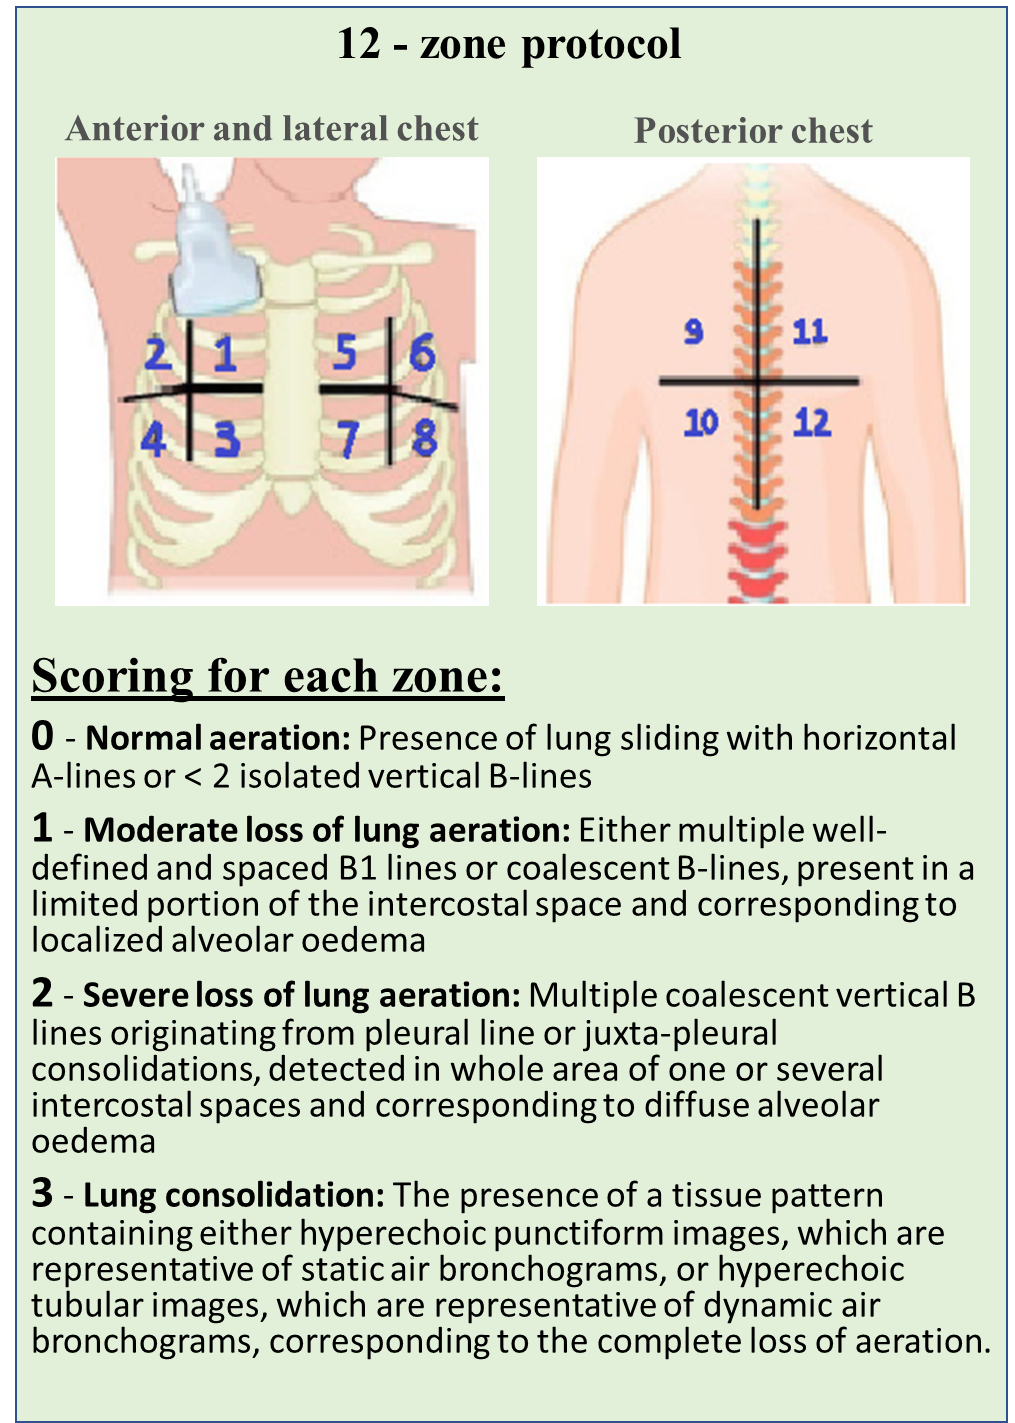 12 - zone protocol
Anterior and lateral chest
Posterior chest
2 1 5 6
4 3 7 8
9 11
10 12
Scoring for each zone:
0 - Normal aeration: Presence of lung sliding with horizontal
A-lines or < 2 isolated vertical B-lines
1 - Moderate loss of lung aeration: Either multiple well-
defined and spaced B1 lines or coalescent B-lines, present in a
limited portion of the intercostal space and corresponding to
localized alveolar oedema
2 - Severe loss of lung aeration: Multiple coalescent vertical B
lines originating from pleural line or juxta-pleural
consolidations, detected in whole area of one or several
intercostal spaces and corresponding to diffuse alveolar
oedema
3 - Lung consolidation: The presence of a tissue pattern
containing either hyperechoic punctiform images, which are
representative of static air bronchograms, or hyperechoic
tubular images, which are representative of dynamic air
bronchograms, corresponding to the complete loss of aeration.